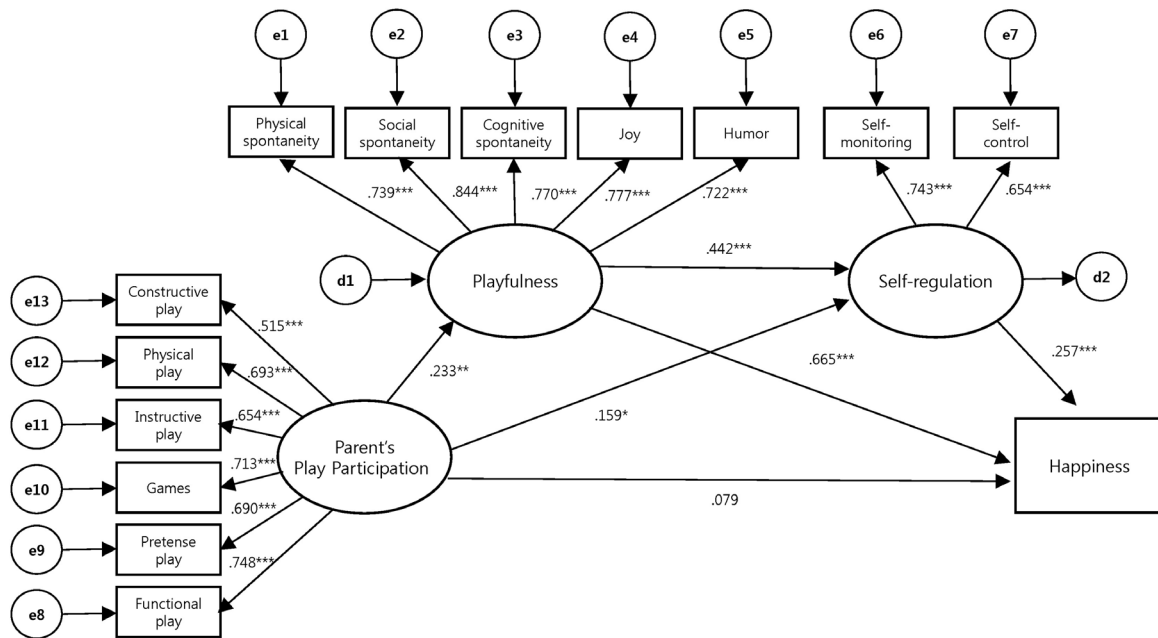 e1
e2
e3
e4
e5
e6
e7
Physical
spontaneity
Social
spontaneity
Cognitive
spontaneity
Joy
Humor
Self-
monitoring
Self-
control
.739***
.844***
.770***
.777***
.722***
.743***
.654***
d1
Playfulness
.442***
Self-regulation
d2
e13
Constructive
play
.515***
e12
Physical
play
.693***
.233**
.665***
.257***
e11
Instructive
play
.654***
.159*
Parent's
Play Participation
e10
Games
.713***
.079
Happiness
e9
Pretense
play
.690***
e8
Functional
play
.748***